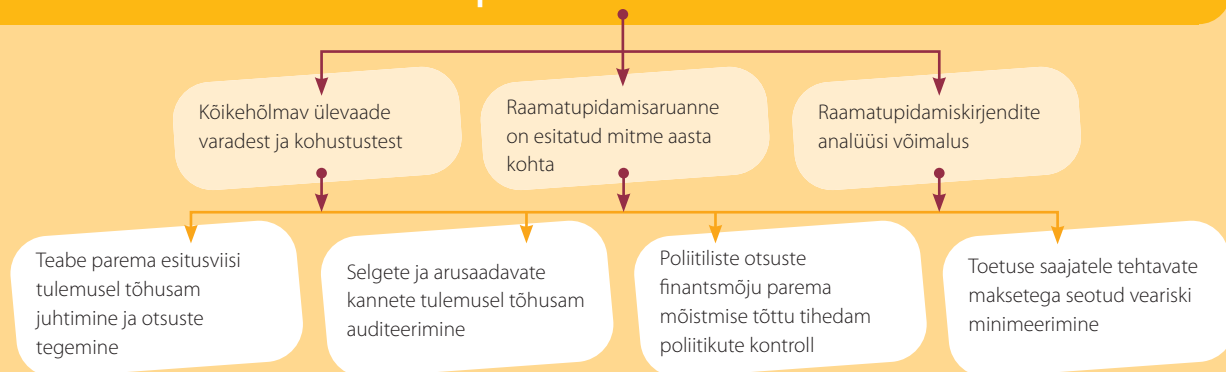 Kõikehõlmav ülevaade
varadest ja kohustustest
Raamatupidamisaruanne
on esitatud mitme aasta
kohta
Raamatupidamiskirjendite
analüüsi võimalus
Teabe parema esitusviisi
tulemusel tõhusam
juhtimine ja otsuste
tegemine
Selgete ja arusaadavate
kannete tulemusel tõhusam
auditeerimine
Poliitiliste otsuste
finantsmõju parema
mõistmise tõttu tihedam
poliitikute kontroll
Toetuse saajatele tehtavate
maksetega seotud veariski
minimeerimine